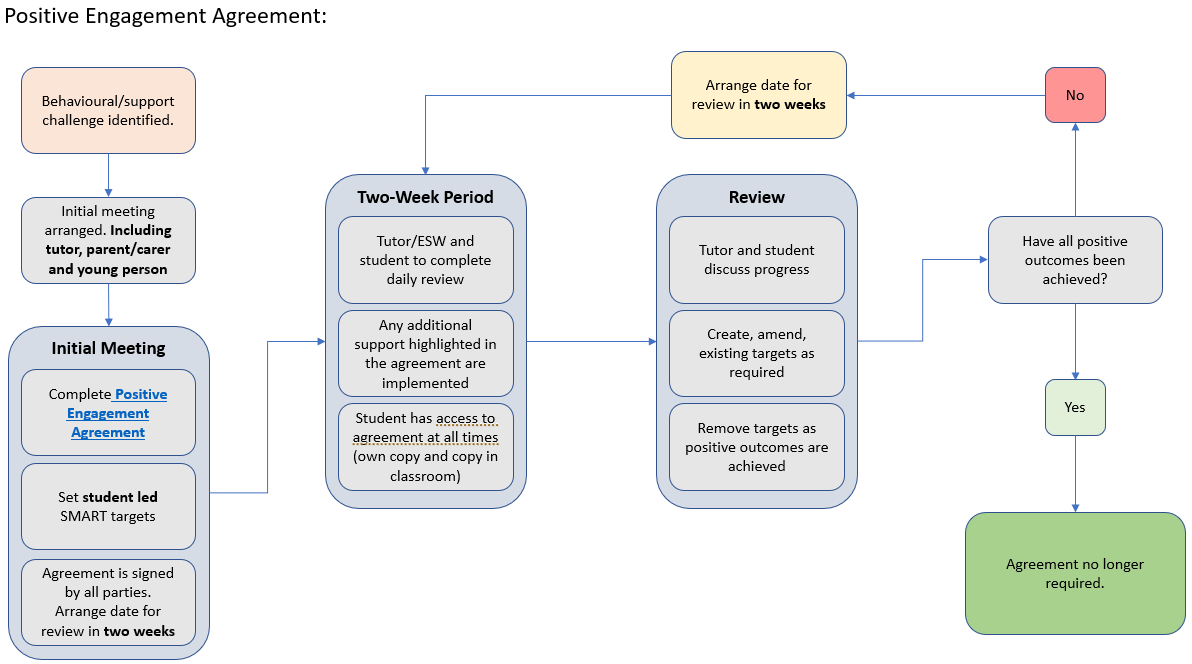 Positive Engagement Agreement:
Behavioural/support
challenge identified.
Initial meeting
arranged. Including
tutor, parent/carer
and young person
Initial Meeting
Complete Positive
Engagement
Agreement
Set student led
SMART targets
Agreement is signed
by all parties.
Arrange date for
review in two weeks
Two-Week Period
Tutor/ESW and
student to complete
daily review
Any additional
support highlighted in
the agreement are
implemented
Student has access to
agreement at all times
(own copy and copy in
classroom)
Review
Tutor and student
discuss progress
Create, amend,
existing targets as
required
Remove targets as
positive outcomes are
achieved
Have all positive
outcomes been
achieved?
No
Arrange date for
review in two weeks
Yes
Agreement no longer
required.